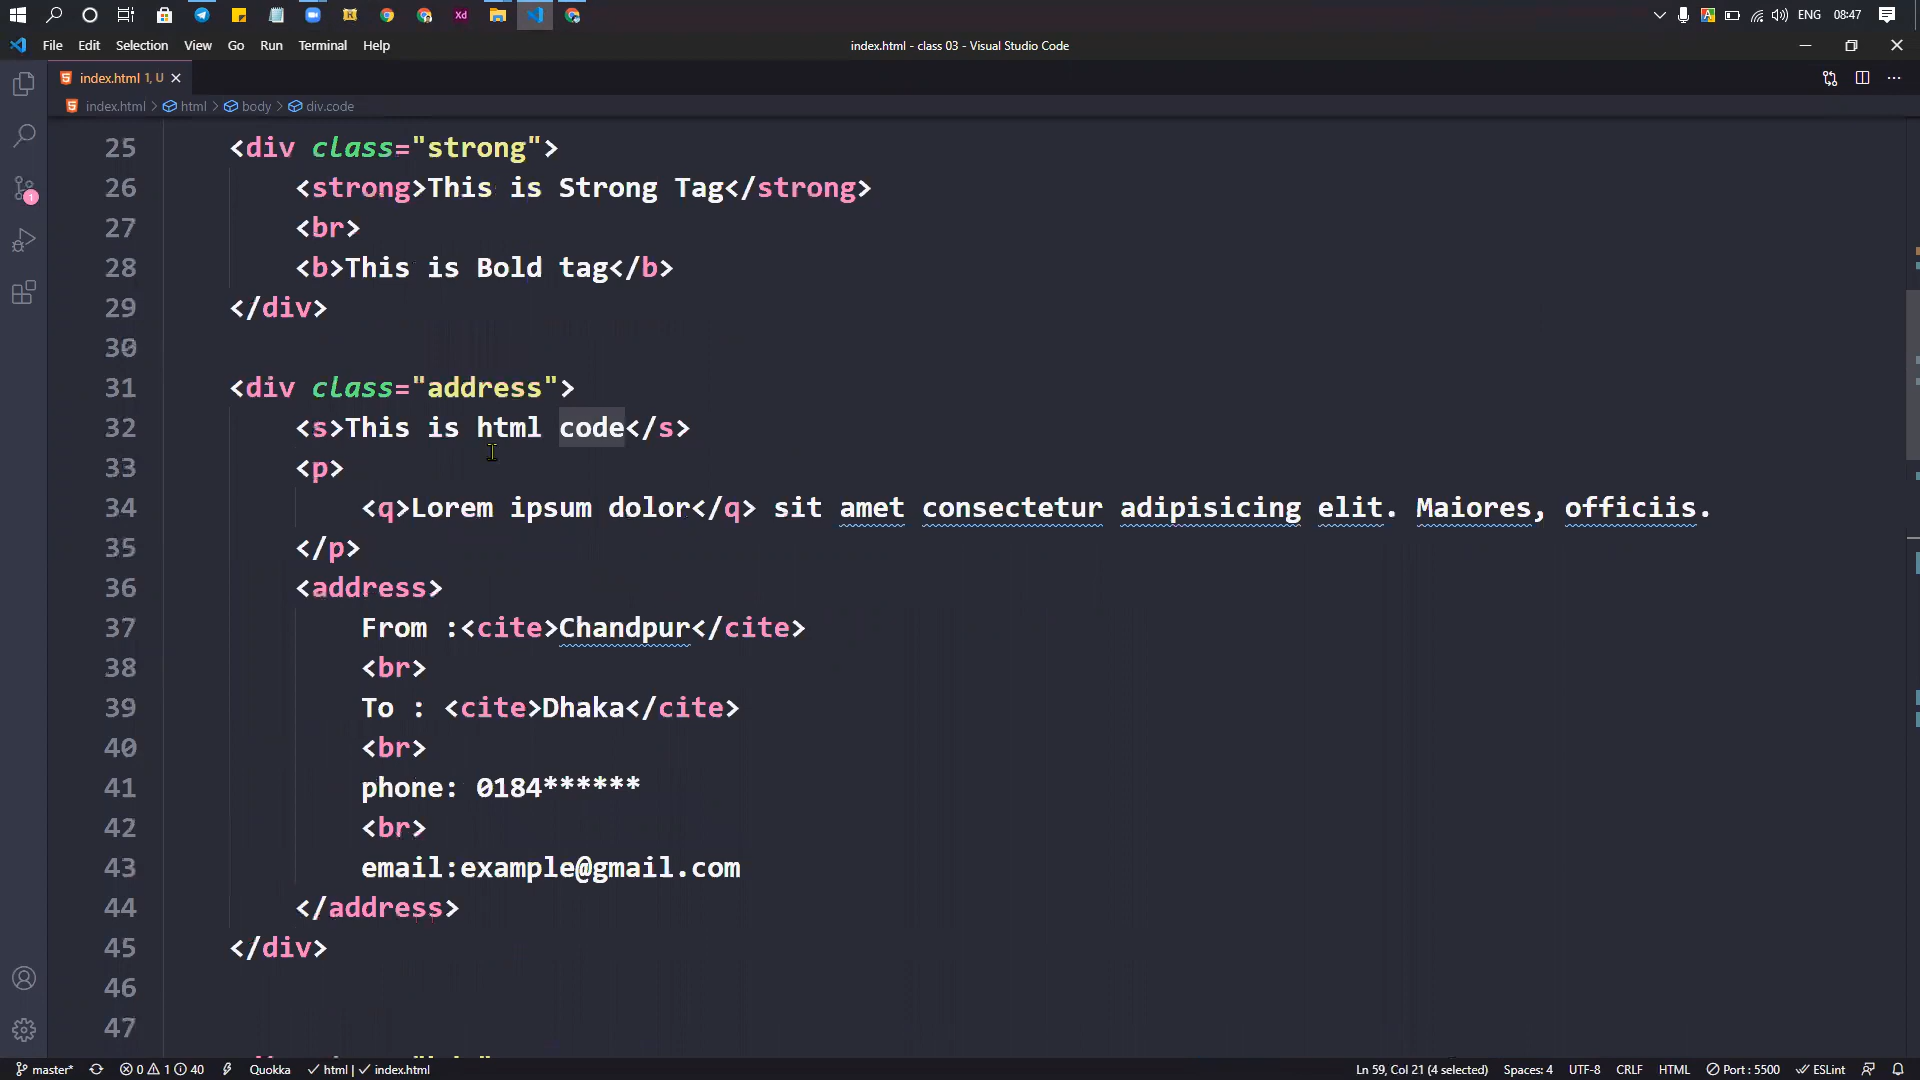 ENG 08:47
File Edit Selection View Go Run Terminal Help
index.html - class 03 - Visual Studio Code
index.html 1, U
index.html > html > body > div.code
25 <div class="strong">
26 <strong>This is Strong Tag</strong>
27 <br>
28 <b>This is Bold tag</b>
29 </div>
30
31 <div class="address">
32 <s>This is html code</s>
33 <p>
34 <q>Lorem ipsum dolor</q> sit amet consectetur adipisicing elit. Maiores, officiis.
35 </p>
36 <address>
37 From :<cite>Chandpur</cite>
38 <br>
39 To : <cite>Dhaka</cite>
40 <br>
41 phone: 0184******
42 <br>
43 email:example@gmail.com
44 </address>
45 </div>
46
47
master* 0 1 40 Quokka html | index.html Ln 59, Col 21 (4 selected) Spaces: 4 UTF-8 CRLF HTML Port : 5500 ESLint